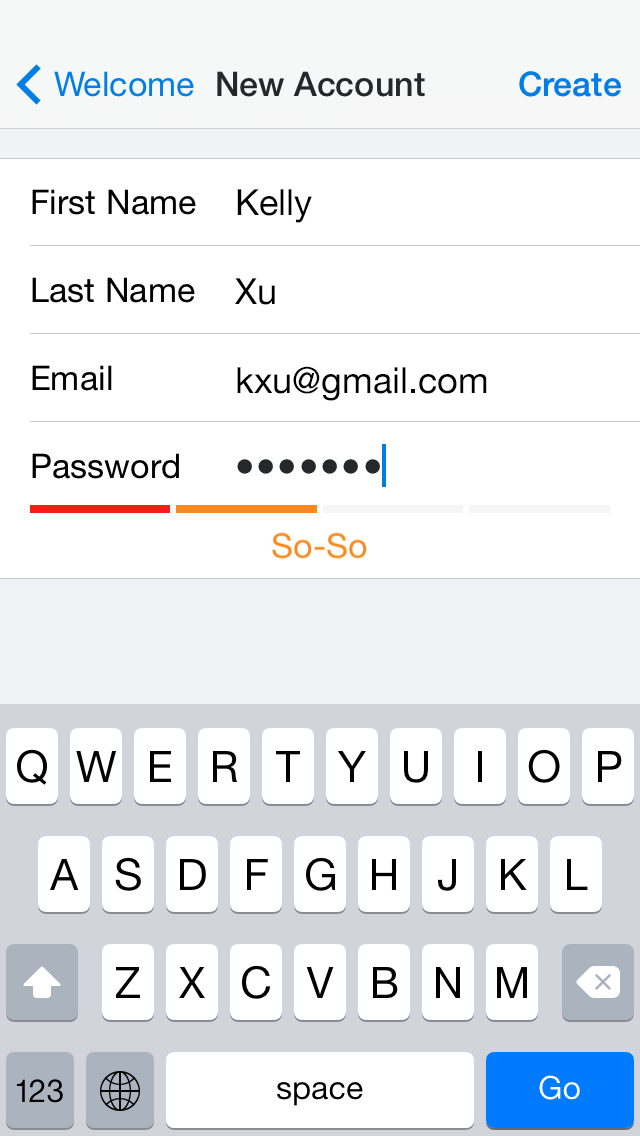 Welcome New Account Create
First Name Kelly
Last Name Xu
Email kxu@gmail.com
Password •••••••
So-So
Q W E R T Y U I O P
A S D F G H J K L
Z X C V B N M
123 space Go